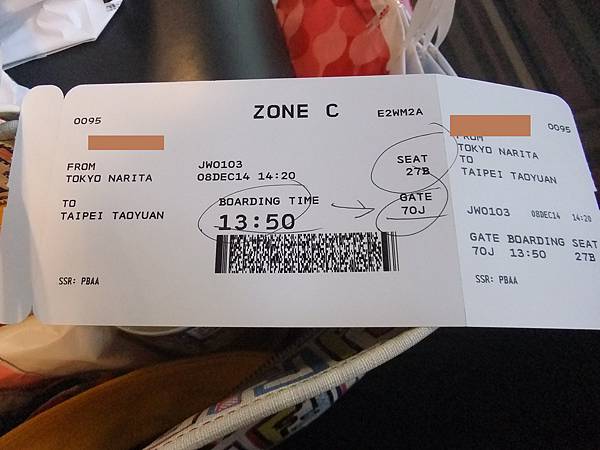 ZONE C
0095
E2WM2A
FROM
TOKYO NARITA
JW0103
08DEC14 14:20
SEAT
27B
TO
TAIPEI TAOYUAN
BOARDING TIME
13:50
GATE
70J
SSR: PBAA
0095
FROM
TOKYO NARITA
TO
TAIPEI TAOYUAN
JW0103 08DEC14 14:20
GATE BOARDING SEAT
70J 13:50 27B
SSR: PBAA